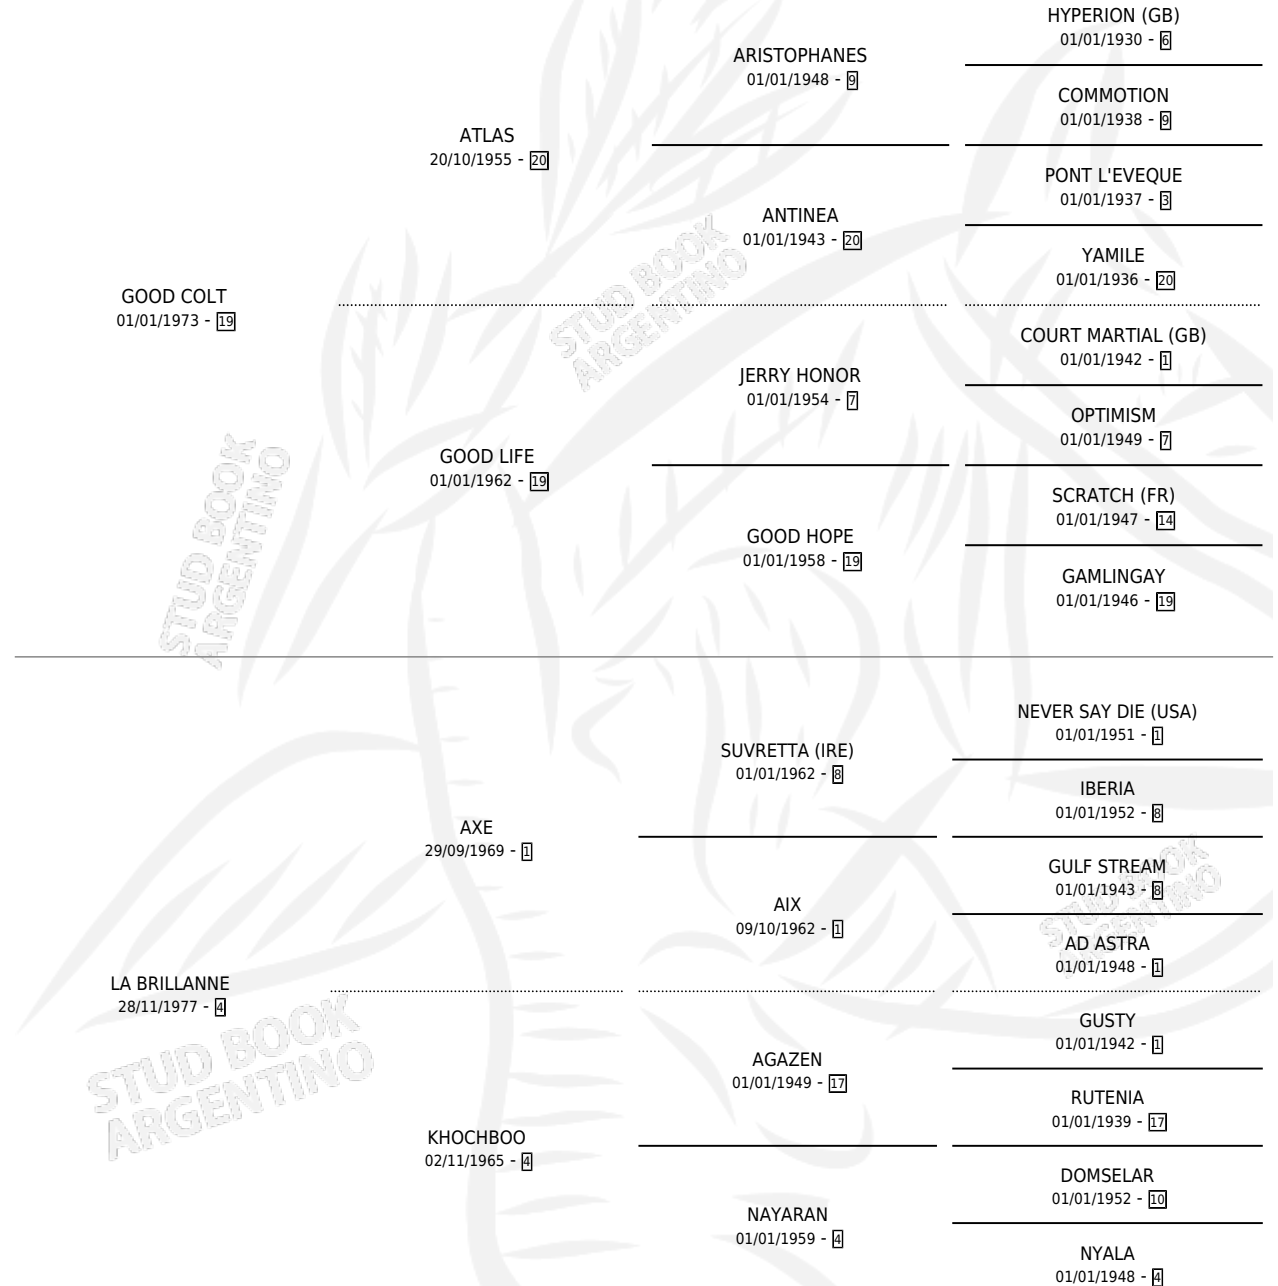 HYPERION (GB)
01/01/1930 - 6
ARISTOPHANES
01/01/1948 - 9
COMMOTION
01/01/1938 - 9
ATLAS
20/10/1955 - 20
PONT L'EVEQUE
01/01/1937 - 3
ANTINEA
01/01/1943 - 20
YAMILE
01/01/1936 - 20
GOOD COLT
01/01/1973 - 19
COURT MARTIAL (GB)
01/01/1942 - 1
JERRY HONOR
01/01/1954 - 7
OPTIMISM
01/01/1949 - 7
GOOD LIFE
01/01/1962 - 19
SCRATCH (FR)
01/01/1947 - 14
GOOD HOPE
01/01/1958 - 19
GAMLINGAY
01/01/1946 - 19
NEVER SAY DIE (USA)
01/01/1951 - 1
SUVRETTA (IRE)
01/01/1962 - 8
IBERIA
01/01/1952 - 8
AXE
29/09/1969 - 1
GULF STREAM
01/01/1943 - 8
AIX
09/10/1962 - 1
AD ASTRA
01/01/1948 - 1
LA BRILLANNE
28/11/1977 - 4
GUSTY
01/01/1942 - 1
AGAZEN
01/01/1949 - 17
RUTENIA
01/01/1939 - 17
KHOCHBOO
02/11/1965 - 4
DOMSELAR
01/01/1952 - 10
NAYARAN
01/01/1959 - 4
NYALA
01/01/1948 - 4
STUD BOOK
ARGENTINO
STUD BOOK
ARGENTINO
STUD BOOK
ARGENTINO
STUD BOOK
ARGENTINO